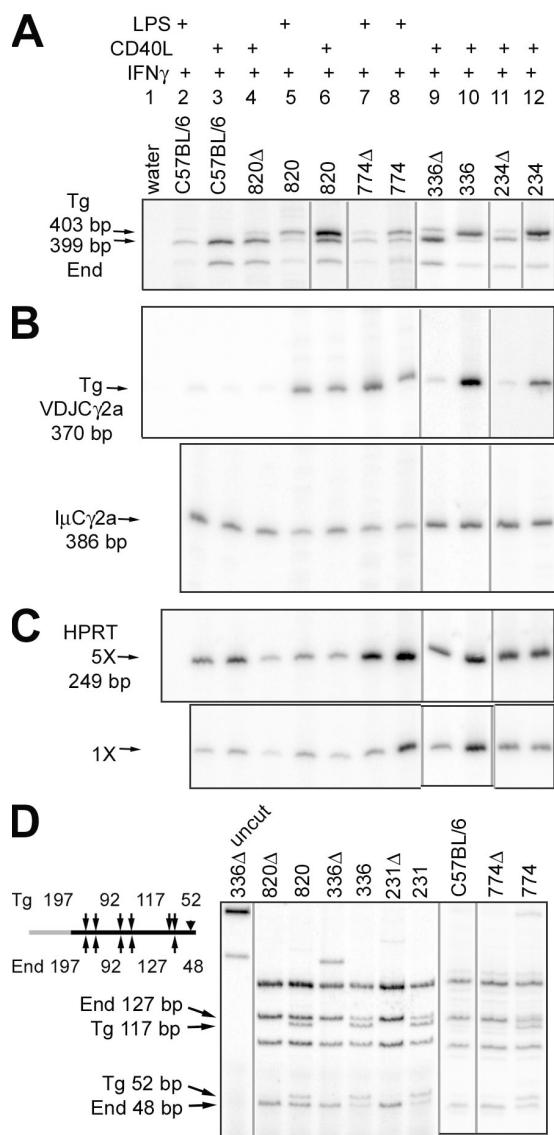 A
LPS + + + +
CD40L + + + + + + +
IFNγ + + + + + + + + + + +
1 2 3 4 5 6 7 8 9 10 11 12
water C57BL/6 C57BL/6 820Δ 820 820 774Δ 774 336Δ 336 234Δ 234
Tg
403 bp
399 bp
End
B
Tg
VDJCγ2a
370 bp
IμCγ2a
386 bp
C
HPRT
5X
249 bp
1X
D
336Δ uncut 820Δ 820 336Δ 336 231Δ 231 C57BL/6 774Δ 774
Tg 197 92 117 52
End 197 92 127 48
End 127 bp
Tg 117 bp
Tg 52 bp
End 48 bp